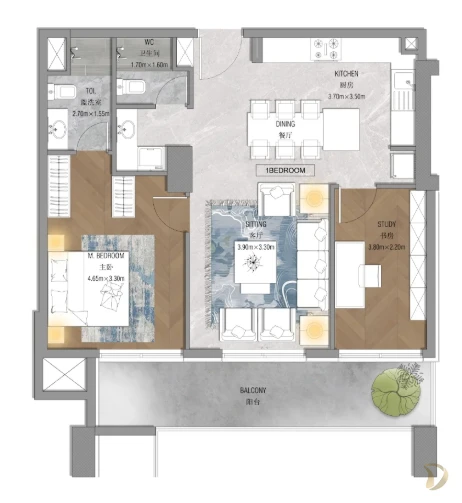 WC
卫生间
1.70m×1.60m
TOI.
盥洗室
2.70m×1.55m
KITCHEN
厨房
3.70m×3.50m
DINING
餐厅
1BEDROOM
SITTING
客厅
3.90m×3.30m
STUDY
书房
3.80m×2.20m
M. BEDROOM
主卧
4.65m×3.30m
BALCONY
阳台